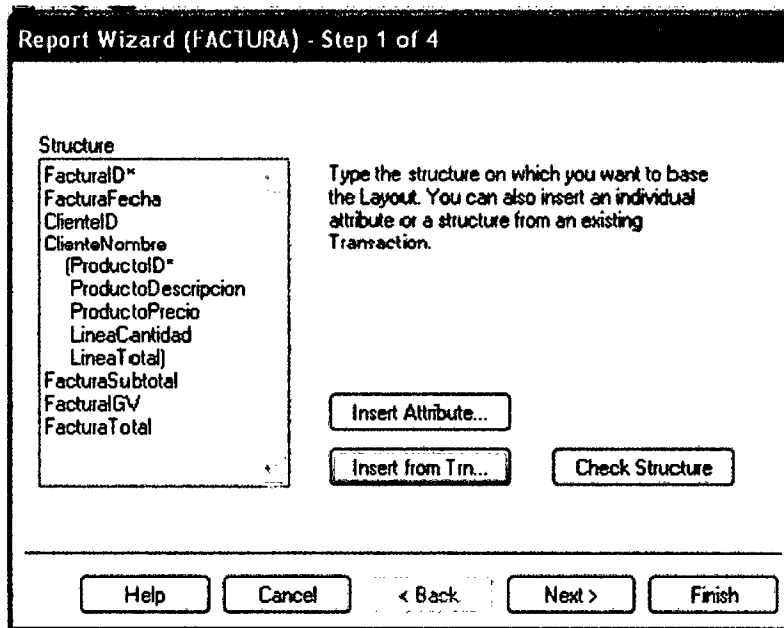 Report Wizard (FACTURA) - Step 1 of 4
Structure
FacturaID*
FacturaFecha
ClienteID
ClienteNombre
(ProductoID*
ProductoDescripcion
ProductoPrecio
LineaCantidad
LineaTotal)
FacturaSubtotal
FacturaIGV
FacturaTotal
Type the structure on which you want to base
the Layout. You can also insert an individual
attribute or a structure from an existing
Transaction.
Insert Attribute...
Insert from Trn...
Check Structure
Help
Cancel
< Back
Next >
Finish